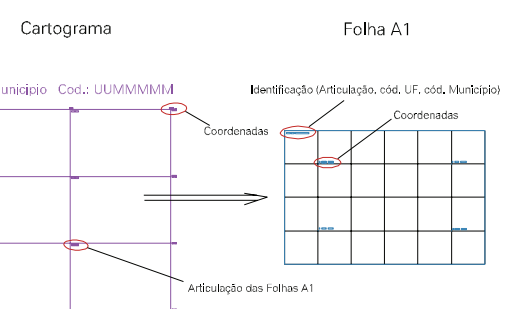 Cartograma
Folha A1
unicípio Cod.: UUMMMMM
Identificação (Articulação, cód. UF, cód. Município)
Coordenadas
Coordenadas
Articulação das Folhas A1